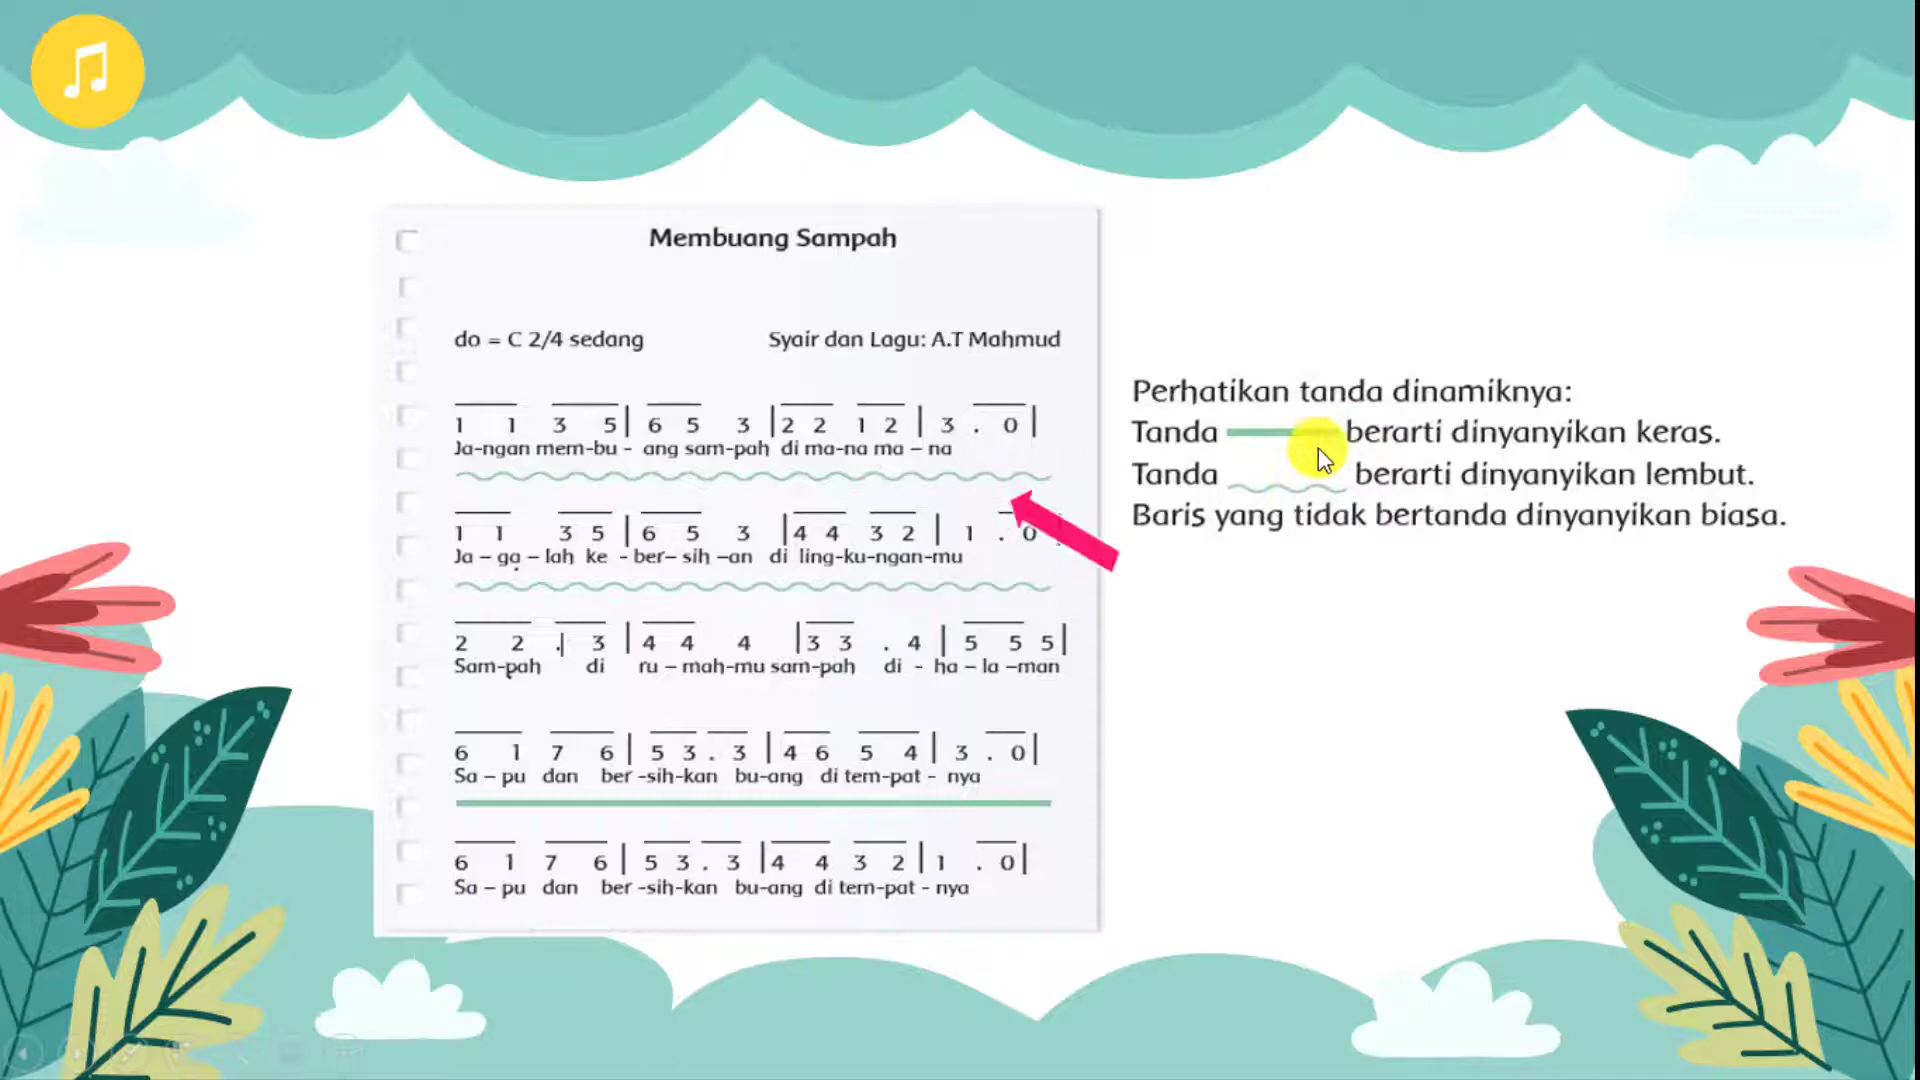 Membuang Sampah
do = C 2/4 sedang Syair dan Lagu: A.T Mahmud
1 1 3 5 | 6 5 3 | 2 2 1 2 | 3 . 0 |
Ja-ngan mem-bu - ang sam-pah di ma-na ma – na
1 1 3 5 | 6 5 3 | 4 4 3 2 | 1 . 0
Ja – ga – lah ke - ber– sih –an di ling-ku-ngan-mu
2 2 . 3 | 4 4 4 | 3 3 . 4 | 5 5 5 |
Sam-pah di ru – mah-mu sam-pah di - ha – la –man
6 1 7 6 | 5 3 . 3 | 4 6 5 4 | 3 . 0 |
Sa – pu dan ber -sih-kan bu-ang di tem-pat - nya
6 1 7 6 | 5 3 . 3 | 4 4 3 2 | 1 . 0 |
Sa – pu dan ber -sih-kan bu-ang di tem-pat - nya
Perhatikan tanda dinamiknya:
Tanda berarti dinyanyikan keras.
Tanda berarti dinyanyikan lembut.
Baris yang tidak bertanda dinyanyikan biasa.